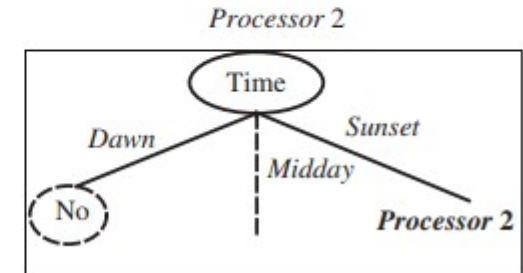 Processor 2
Time
Dawn
Sunset
Midday
No
Processor 2